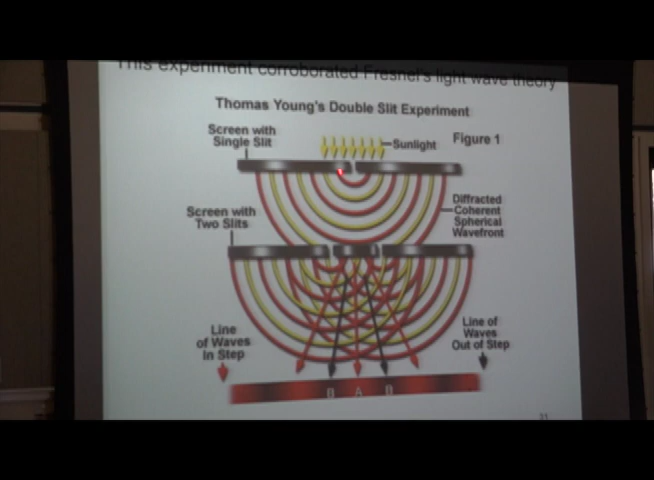 This experiment corroborated Fresnel's light wave theory
Thomas Young's Double Slit Experiment
Screen with
Single Slit
Sunlight
Figure 1
Diffracted
Coherent
Spherical
Wavefront
Screen with
Two Slits
Line
of Waves
In Step
Line of
Waves
Out of Step
B A B
31